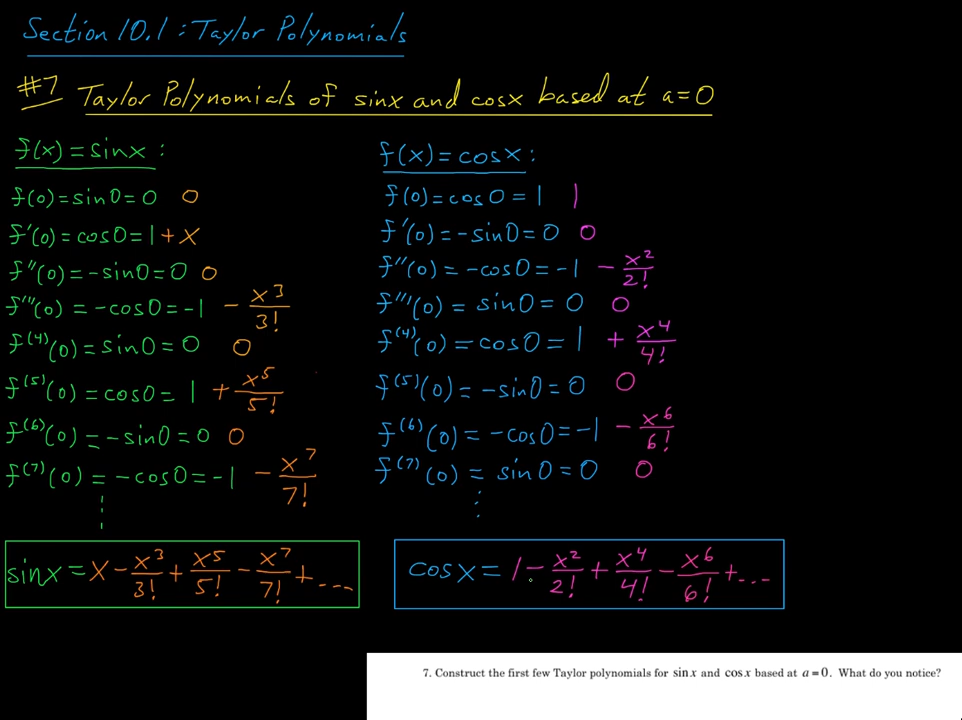 Section 10.1: Taylor Polynomials
#7 Taylor Polynomials of sinx and cosx based at a=0
f(x) = sinx :
f(0) = sin0 = 0 0
f'(0) = cos0 = 1 + x
f''(0) = -sin0 = 0 0
f'''(0) = -cos0 = -1 - x^3/3!
f^(4)(0) = sin0 = 0 0
f^(5)(0) = cos0 = 1 + x^5/5!
f^(6)(0) = -sin0 = 0 0
f^(7)(0) = -cos0 = -1 - x^7/7!
⋮
sinx = x - x^3/3! + x^5/5! - x^7/7! + ....
f(x) = cosx :
f(0) = cos0 = 1 1
f'(0) = -sin0 = 0 0
f''(0) = -cos0 = -1 - x^2/2!
f'''(0) = sin0 = 0 0
f^(4)(0) = cos0 = 1 + x^4/4!
f^(5)(0) = -sin0 = 0 0
f^(6)(0) = -cos0 = -1 - x^6/6!
f^(7)(0) = sin0 = 0 0
⋮
cosx = 1 - x^2/2! + x^4/4! - x^6/6! + ....
7. Construct the first few Taylor polynomials for sin x and cos x based at a = 0. What do you notice?